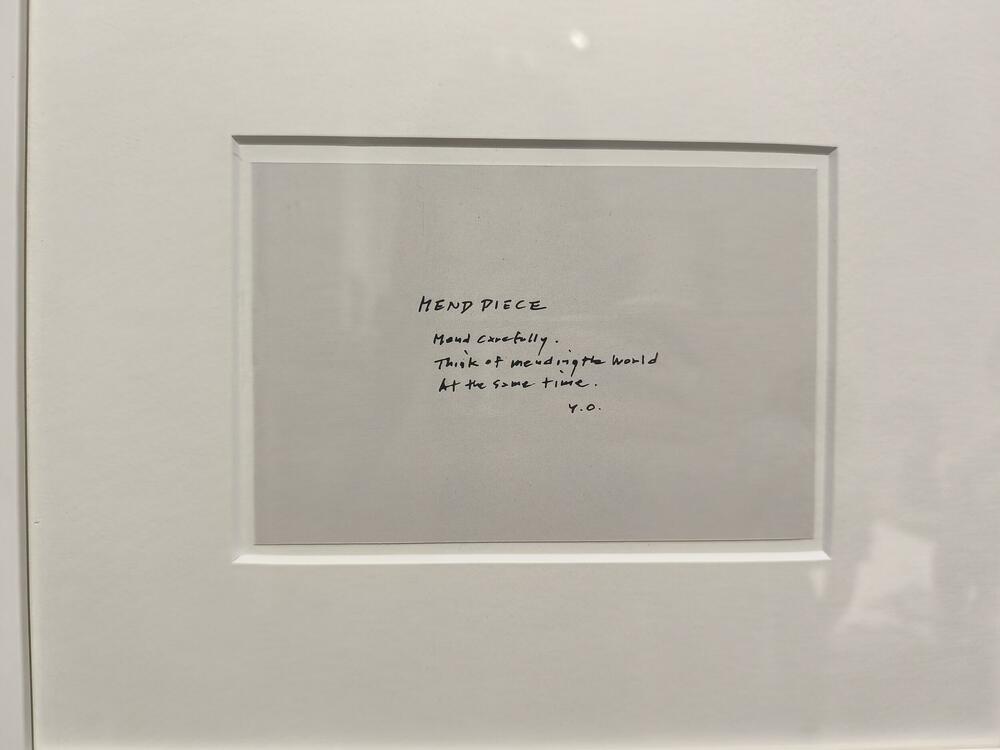 MEND PIECE
Mend carefully.
Think of mending the world
At the same time.
Y.O.